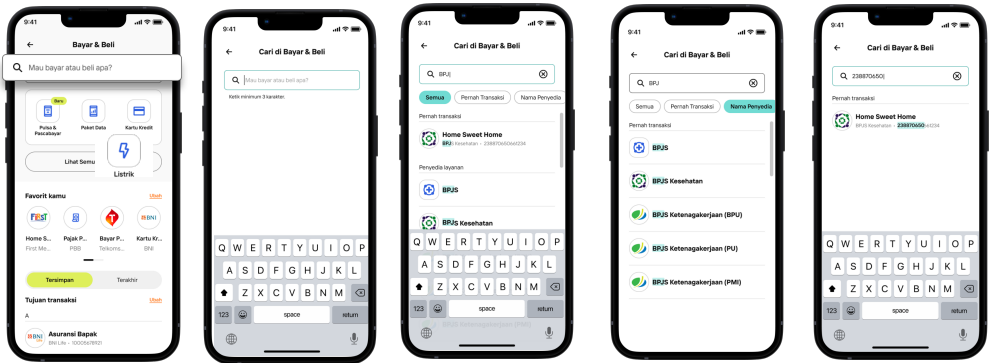 9:41
Bayar & Beli
Mau bayar atau beli apa?
Baru
Pulsa & Pascabayar
Paket Data
Kartu Kredit
Lihat Semu
Listrik
Favorit kamu
Ubah
FIRST
BNI
Home S...
Pajak P...
Bayar P...
Kartu Kr...
First Me...
PBB
Telkoms...
BNI
Tersimpan
Terakhir
Tujuan transaksi
Ubah
A
BNI
Asuransi Bapak
9:41
Cari di Bayar & Beli
Mau bayar atau beli apa?
Ketik minimum 3 karakter.
Q W E R T Y U I O P
A S D F G H J K L
Z X C V B N M
123
space
return
9:41
Cari di Bayar & Beli
BPJ
Semua
Pernah Transaksi
Nama Penyedia
Pernah transaksi
Home Sweet Home
Penyedia layanan
BPJS
BPJS Kesehatan
Q W E R T Y U I O P
A S D F G H J K L
Z X C V B N M
123
space
return
BPJS Ketenagakerjaan (PMI)
9:41
Cari di Bayar & Beli
BPJ
Semua
Pernah Transaksi
Nama Penyedia
Pernah transaksi
BPJS
BPJS Kesehatan
BPJS Ketenagakerjaan (BPU)
BPJS Ketenagakerjaan (PU)
BPJS Ketenagakerjaan (PMI)
9:41
Cari di Bayar & Beli
238870650
Pernah transaksi
Home Sweet Home
Q W E R T Y U I O P
A S D F G H J K L
Z X C V B N M
123
space
return